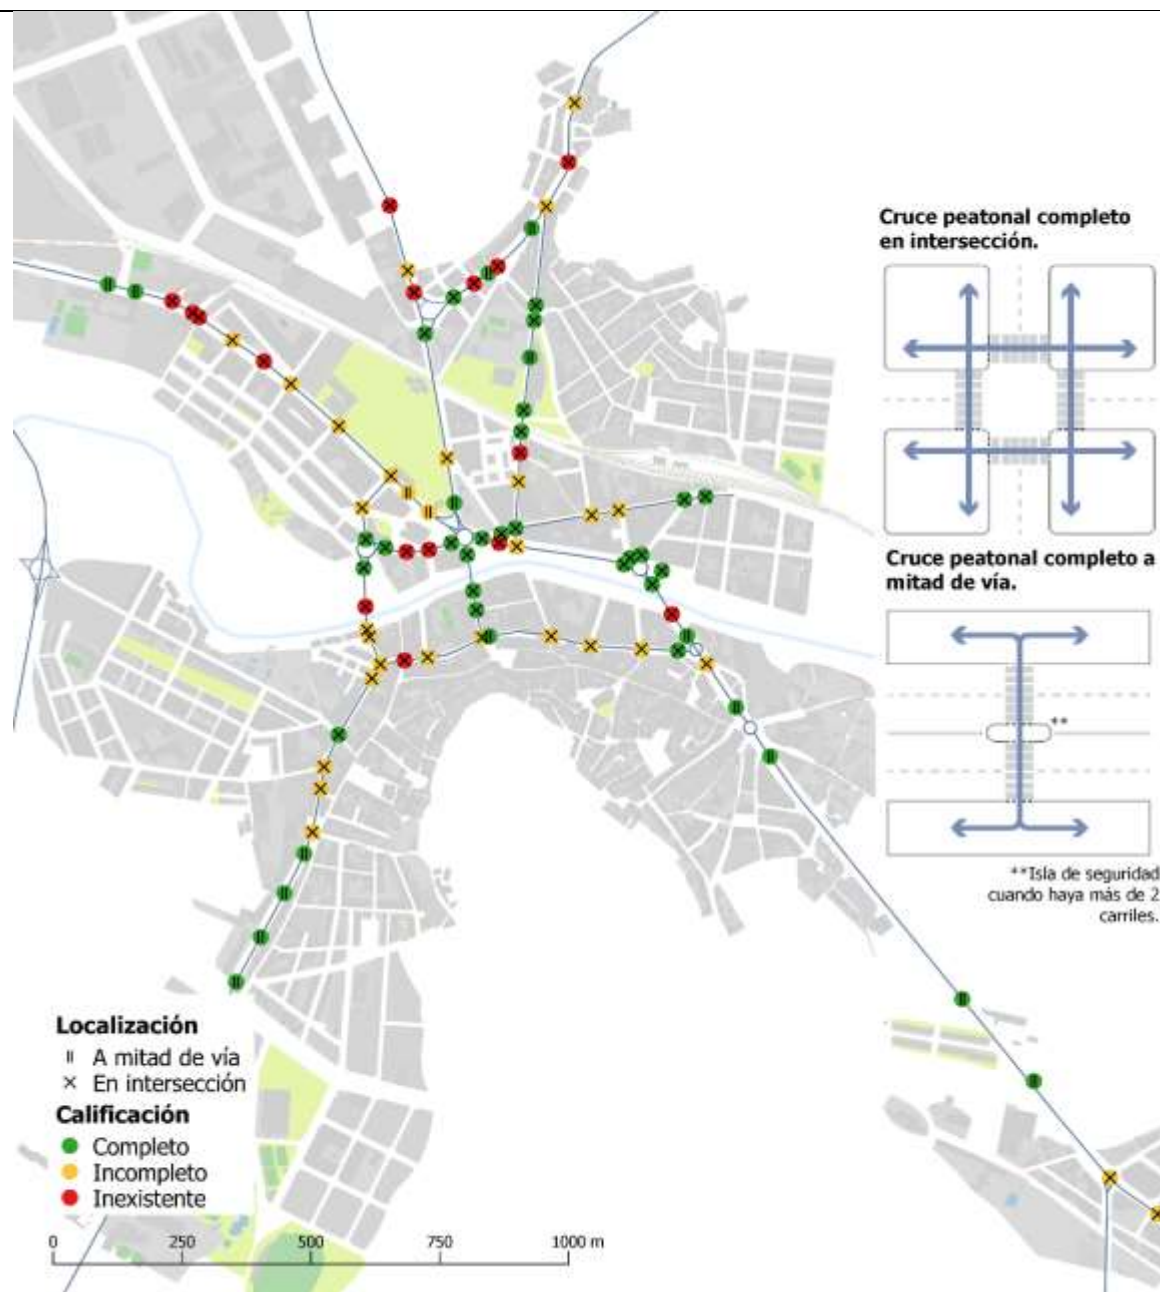 Cruce peatonal completo
en intersección.
Cruce peatonal completo a
mitad de vía.
**
**Isla de seguridad
cuando haya más de 2
carriles.
Localización
A mitad de vía
En intersección
Calificación
Completo
Incompleto
Inexistente
0 250 500 750 1000 m